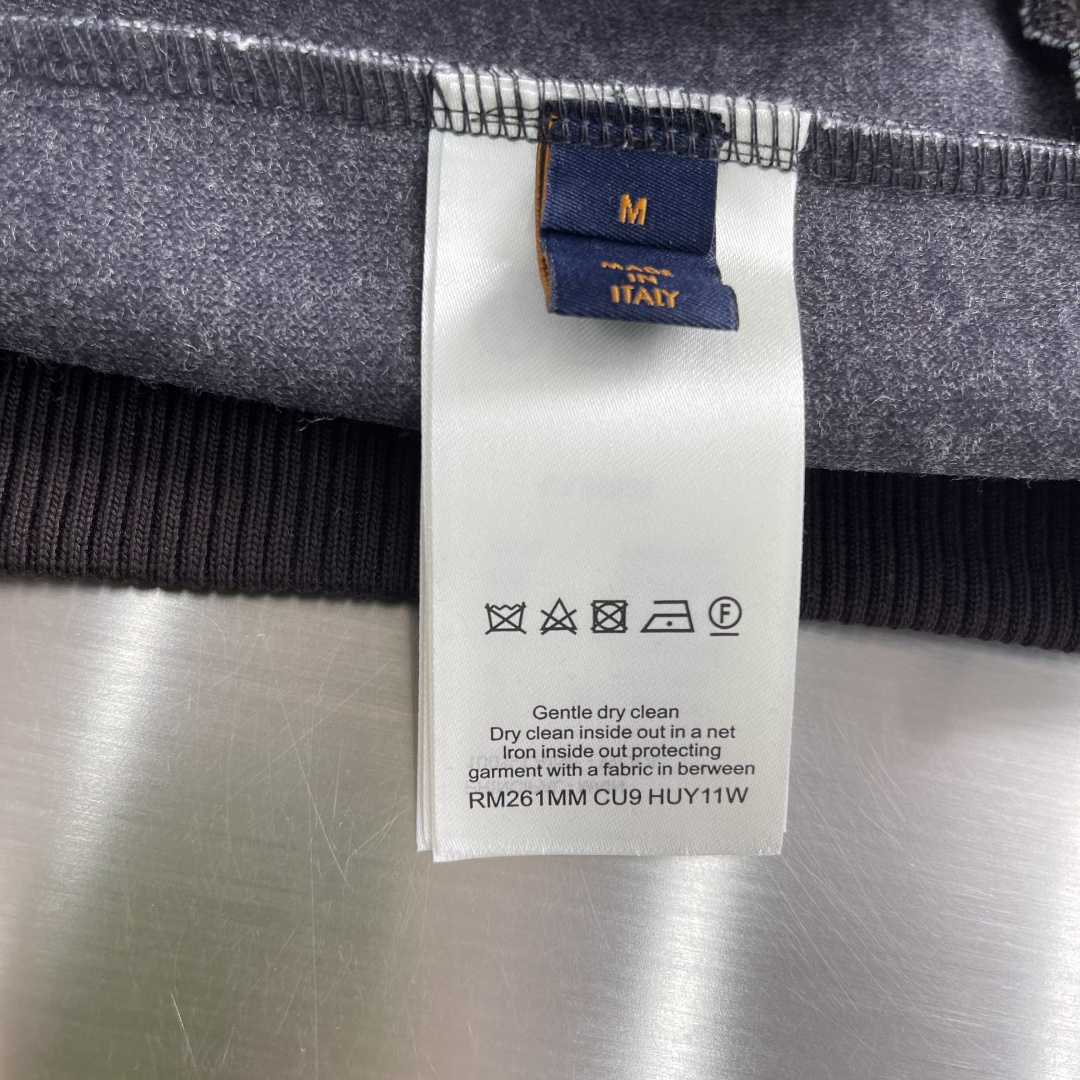 M
MADE
IN
ITALY
F
Gentle dry clean
Dry clean inside out in a net
Iron inside out protecting
garment with a fabric in berween
RM261MM CU9 HUY11W